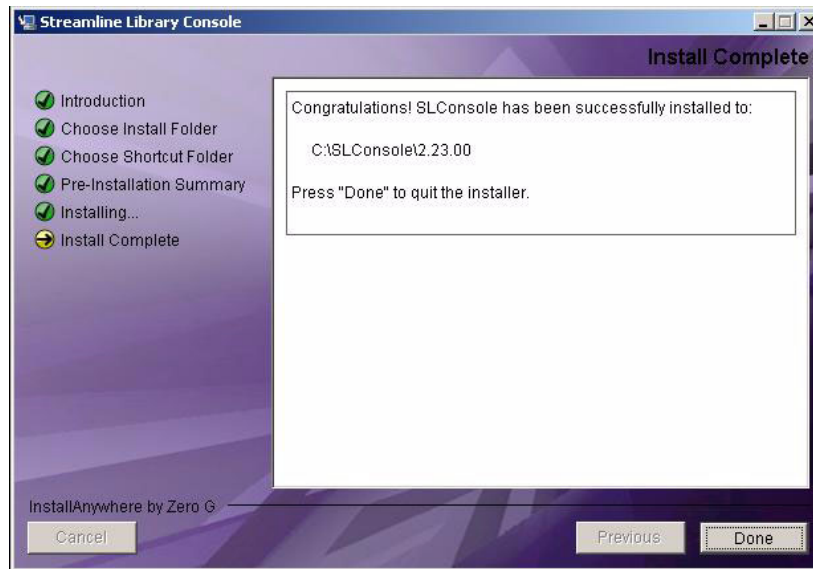 Streamline Library Console
Install Complete
Introduction
Choose Install Folder
Choose Shortcut Folder
Pre-Installation Summary
Installing...
Install Complete
Congratulations! SLConsole has been successfully installed to:
C:\SLConsole\2.23.00
Press "Done" to quit the installer.
InstallAnywhere by Zero G
Cancel
Previous
Done